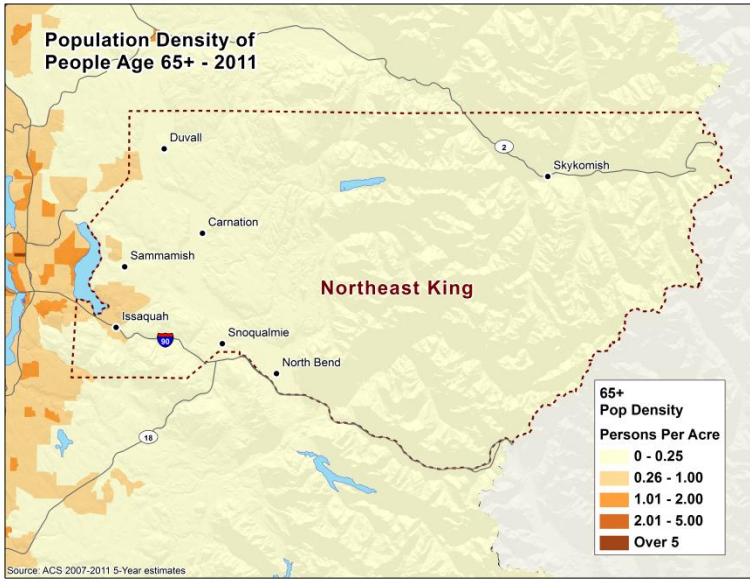 Population Density of
People Age 65+ - 2011
Duvall
2
Skykomish
Carnation
Sammamish
Northeast King
Issaquah
90
Snoqualmie
North Bend
18
65+
Pop Density
Persons Per Acre
0 - 0.25
0.26 - 1.00
1.01 - 2.00
2.01 - 5.00
Over 5
Source: ACS 2007-2011 5-Year estimates